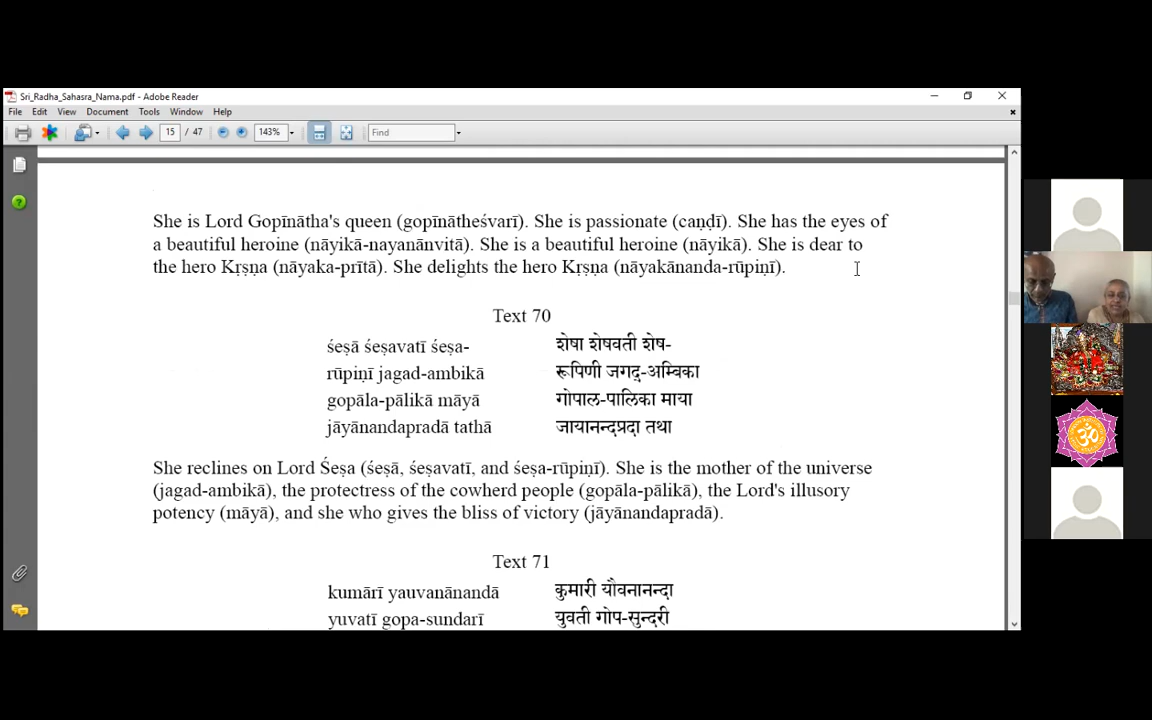 Sri_Radha_Sahasra_Nama.pdf - Adobe Reader
File Edit View Document Tools Window Help
15 / 47 143% Find
She is Lord Gopīnātha's queen (gopīnātheśvarī). She is passionate (caṇḍī). She has the eyes of
a beautiful heroine (nāyikā-nayanānvitā). She is a beautiful heroine (nāyikā). She is dear to
the hero Kṛṣṇa (nāyaka-prītā). She delights the hero Kṛṣṇa (nāyakānanda-rūpiṇī).
Text 70
śeṣā śeṣavatī śeṣa- शेषा शेषवती शेष-
rūpiṇī jagad-ambikā रूपिणी जगद्-अम्बिका
gopāla-pālikā māyā गोपाल-पालिका माया
jāyānandapradā tathā जायानन्दप्रदा तथा
She reclines on Lord Śeṣa (śeṣā, śeṣavatī, and śeṣa-rūpiṇī). She is the mother of the universe
(jagad-ambikā), the protectress of the cowherd people (gopāla-pālikā), the Lord's illusory
potency (māyā), and she who gives the bliss of victory (jāyānandapradā).
Text 71
kumārī yauvanānandā कुमारी यौवनानन्दा
yuvatī gopa-sundarī युवती गोप-सुन्दरी
ॐ